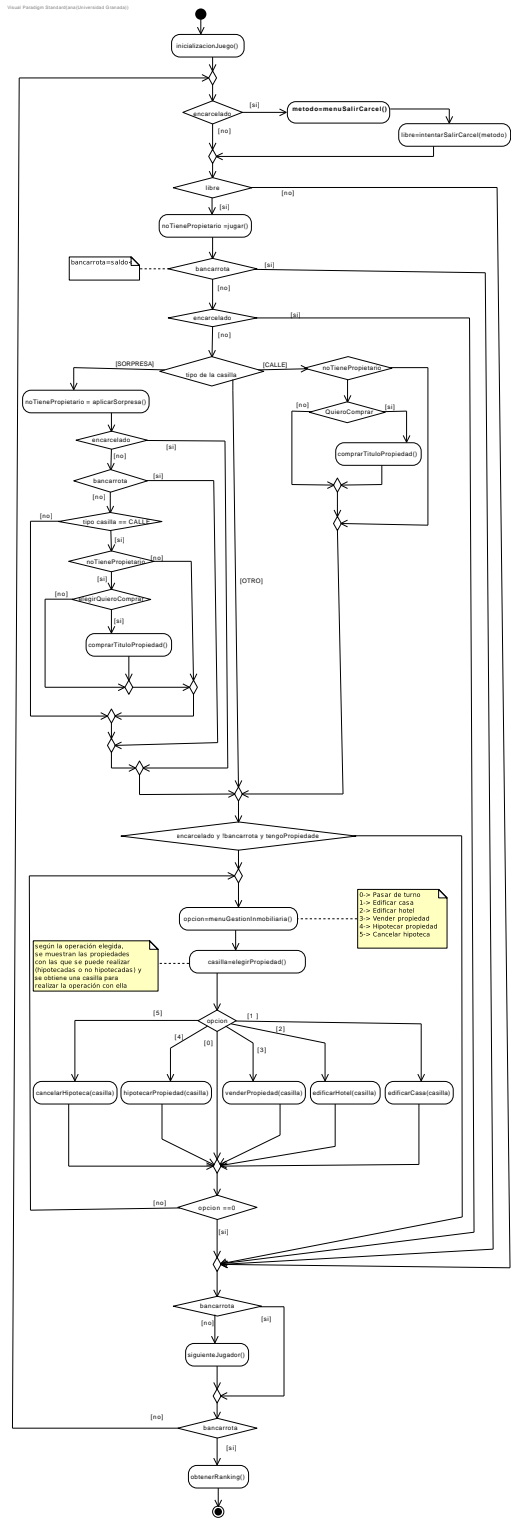 Visual Paradigm Standard(ana(Universidad Granada))
inicializacionJuego()
encarcelado
[si]
metodo=menuSalirCarcel()
[no]
libre=intentarSalirCarcel(metodo)
libre
[no]
[si]
noTienePropietario =jugar()
bancarrota=saldo
bancarrota
[si]
[no]
encarcelado
[si]
[no]
[SORPRESA]
tipo de la casilla
[CALLE]
noTienePropietario
noTienePropietario = aplicarSorpresa()
[no]
QuieroComprar
[si]
encarcelado
[si]
[no]
comprarTituloPropiedad()
bancarrota
[si]
[no]
[no]
tipo casilla == CALLE
[si]
noTienePropietario
[no]
[si]
[OTRO]
[no]
elegirQuieroComprar
[si]
comprarTituloPropiedad()
encarcelado y !bancarrota y tengoPropiedade
opcion=menuGestionInmobiliaria()
0-> Pasar de turno
1-> Edificar casa
2-> Edificar hotel
3-> Vender propiedad
4-> Hipotecar propiedad
5-> Cancelar hipoteca
según la operación elegida,
se muestran las propiedades
con las que se puede realizar
(hipotecadas o no hipotecadas) y
se obtiene una casilla para
realizar la operación con ella
casilla=elegirPropiedad()
[5]
opcion
[1 ]
[4]
[0]
[3]
[2]
cancelarHipoteca(casilla)
hipotecarPropiedad(casilla)
venderPropiedad(casilla)
edificarHotel(casilla)
edificarCasa(casilla)
[no]
opcion ==0
[si]
bancarrota
[si]
[no]
siguienteJugador()
[no]
bancarrota
[si]
obtenerRanking()